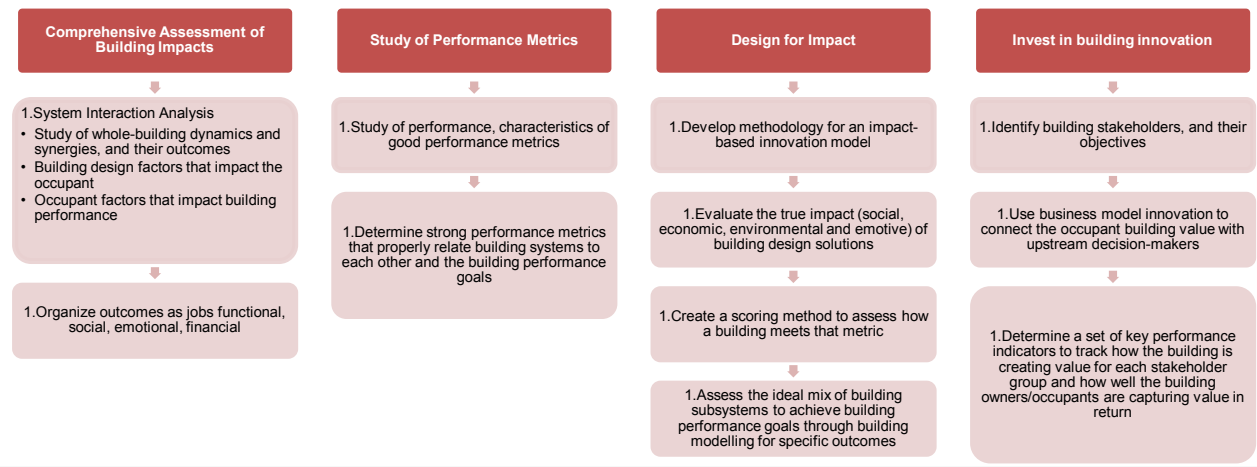 Comprehensive Assessment of
Building Impacts
1.System Interaction Analysis
• Study of whole-building dynamics and
synergies, and their outcomes
• Building design factors that impact the
occupant
• Occupant factors that impact building
performance
1.Organize outcomes as jobs functional,
social, emotional, financial
Study of Performance Metrics
1.Study of performance, characteristics of
good performance metrics
1.Determine strong performance metrics
that properly relate building systems to
each other and the building performance
goals
Design for Impact
1.Develop methodology for an impact-
based innovation model
1.Evaluate the true impact (social,
economic, environmental and emotive) of
building design solutions
1.Create a scoring method to assess how
a building meets that metric
1.Assess the ideal mix of building
subsystems to achieve building
performance goals through building
modelling for specific outcomes
Invest in building innovation
1.Identify building stakeholders, and their
objectives
1.Use business model innovation to
connect the occupant building value with
upstream decision-makers
1.Determine a set of key performance
indicators to track how the building is
creating value for each stakeholder
group and how well the building
owners/occupants are capturing value in
return